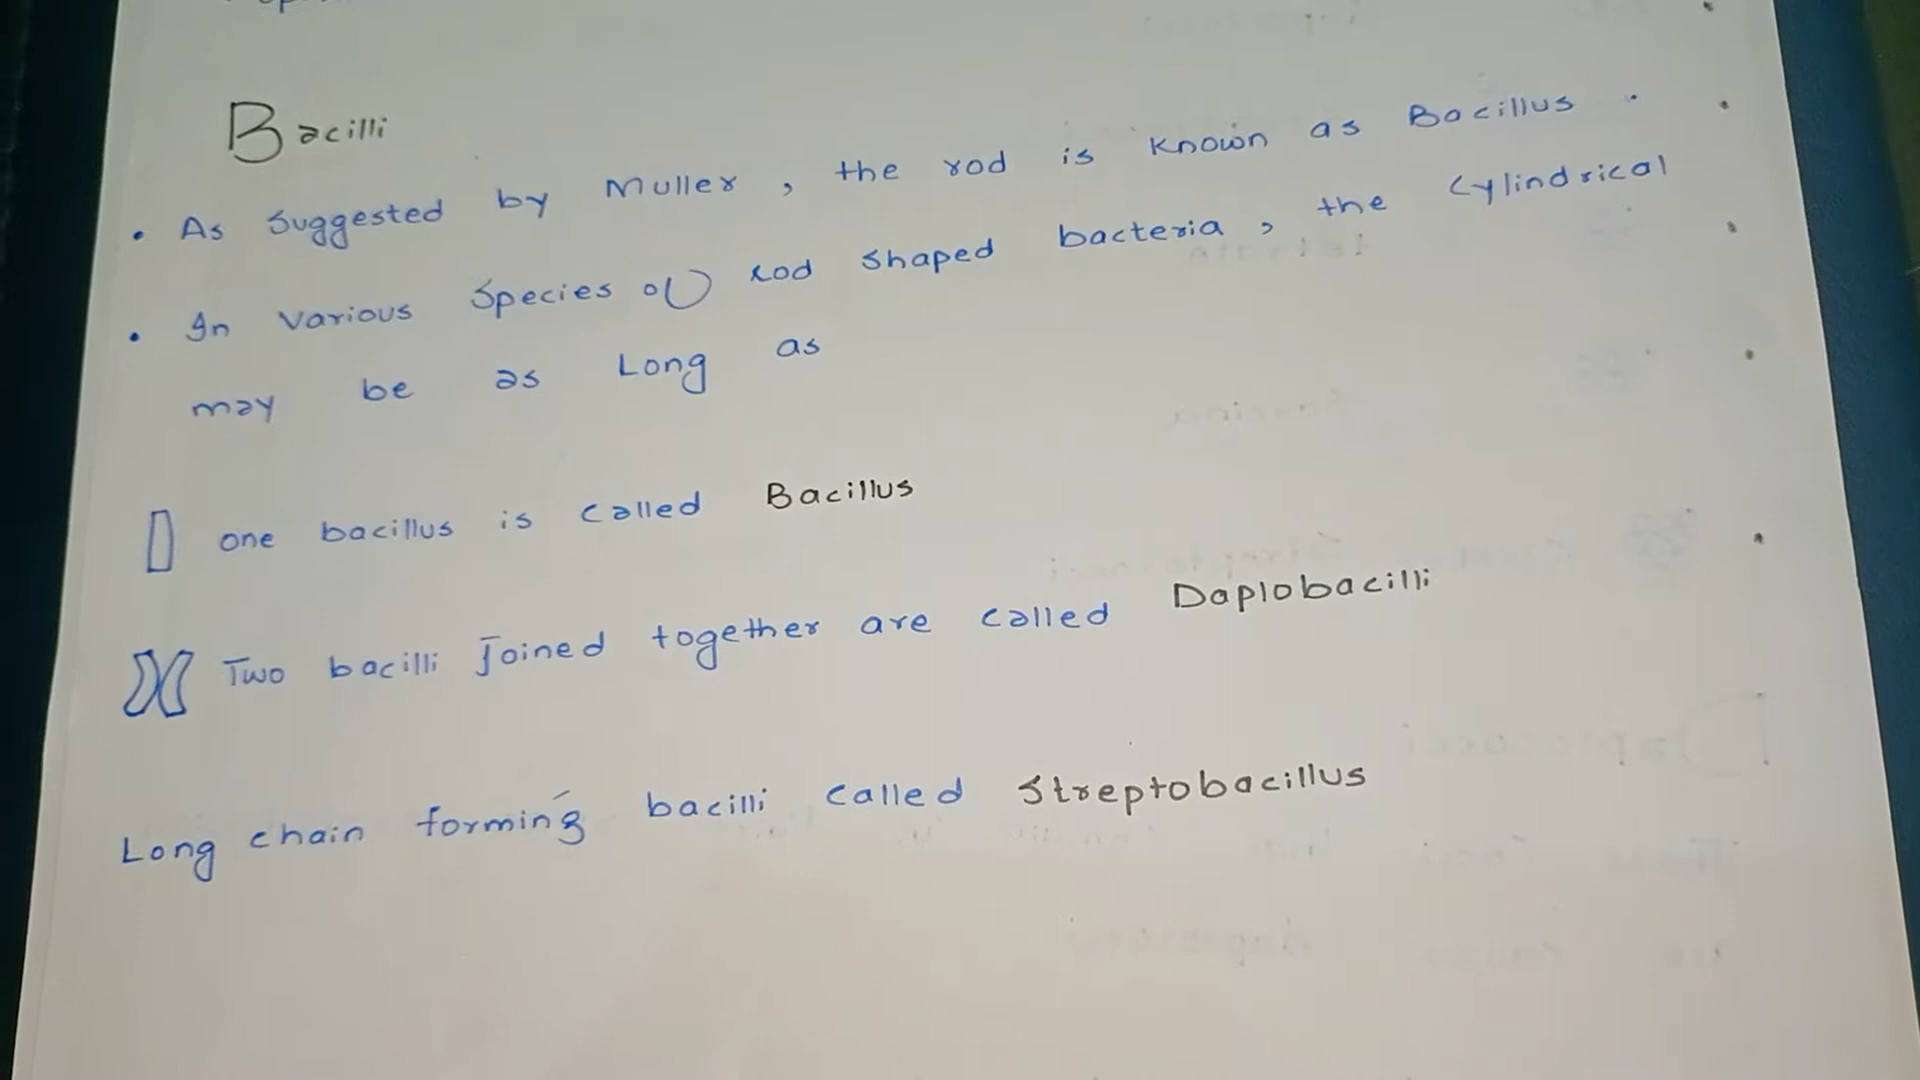 Bacilli
• As Suggested by Muller, the rod is known as Bacillus.
• In various Species of rod shaped bacteria, the Cylindrical
may be as Long as
one bacillus is called Bacillus
Two bacilli joined together are called Daplobacilli
Long chain forming bacilli called Streptobacillus